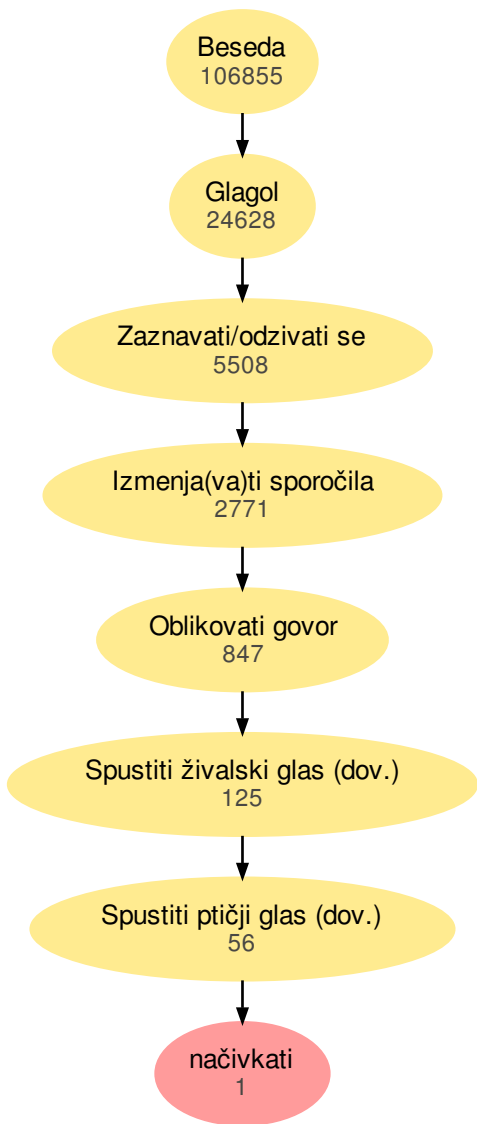 Beseda
106855
Glagol
24628
Zaznavati/odzivati se
5508
Izmenja(va)ti sporočila
2771
Oblikovati govor
847
Spustiti živalski glas (dov.)
125
Spustiti ptičji glas (dov.)
56
načivkati
1